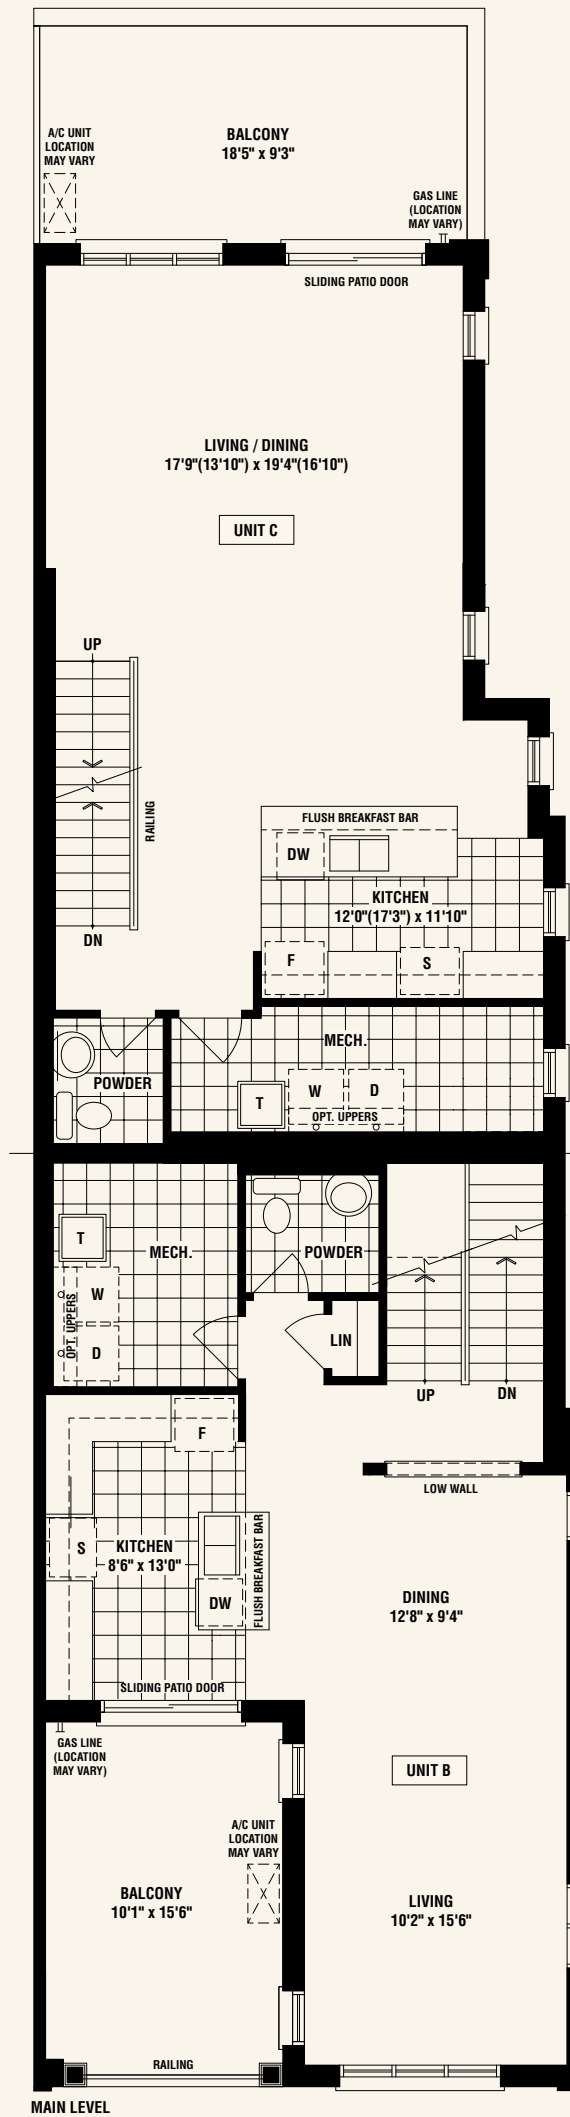 A/C UNIT
LOCATION
MAY VARY
BALCONY
18'5" x 9'3"
GAS LINE
(LOCATION
MAY VARY)
SLIDING PATIO DOOR
LIVING / DINING
17'9"(13'10") x 19'4"(16'10")
UNIT C
UP
RAILING
DN
FLUSH BREAKFAST BAR
DW
KITCHEN
12'0"(17'3") x 11'10"
F
S
MECH.
POWDER
T
W
D
OPT. UPPERS
T
MECH.
POWDER
W
OPT. UPPERS
D
LIN
UP
DN
F
LOW WALL
S
KITCHEN
8'6" x 13'0"
FLUSH BREAKFAST BAR
DW
DINING
12'8" x 9'4"
SLIDING PATIO DOOR
GAS LINE
(LOCATION
MAY VARY)
UNIT B
A/C UNIT
LOCATION
MAY VARY
BALCONY
10'1" x 15'6"
LIVING
10'2" x 15'6"
RAILING
MAIN LEVEL